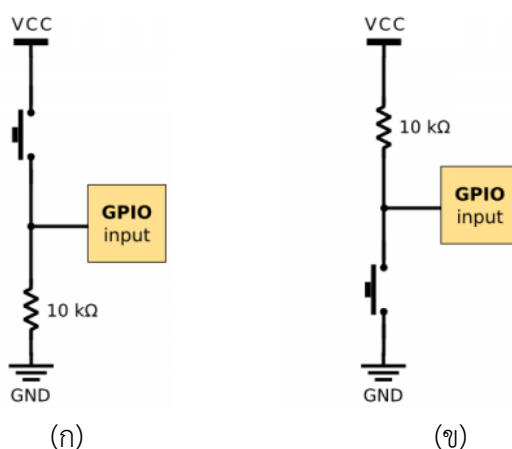 VCC
10 kΩ
GPIO
input
GND
(ก)
VCC
10 kΩ
GPIO
input
GND
(ข)